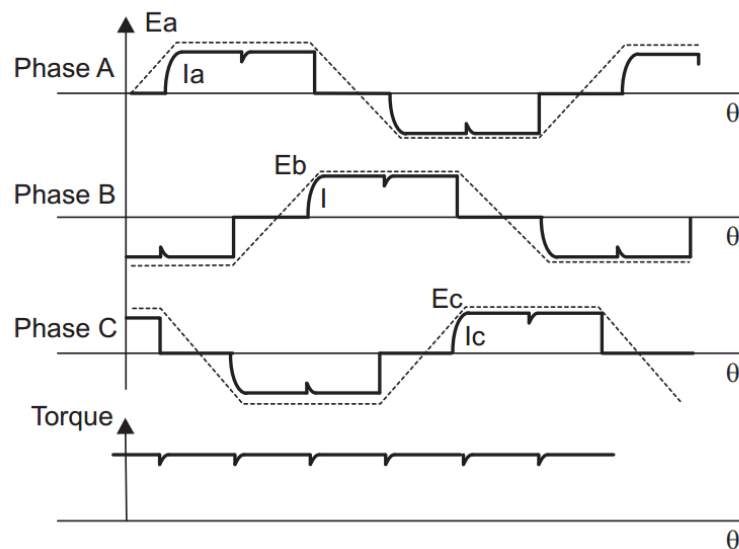 Ea
Phase A
Ia
θ
Eb
Phase B
I
θ
Ec
Phase C
Ic
θ
Torque
θ